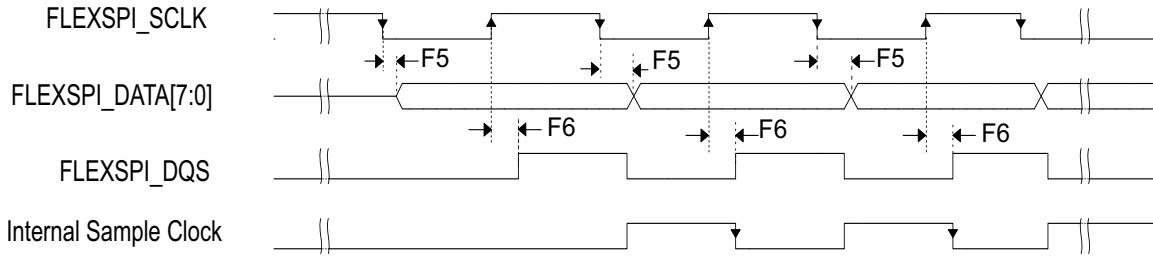 FLEXSPI_SCLK
F5 F5 F5
FLEXSPI_DATA[7:0]
F6 F6 F6
FLEXSPI_DQS
Internal Sample Clock